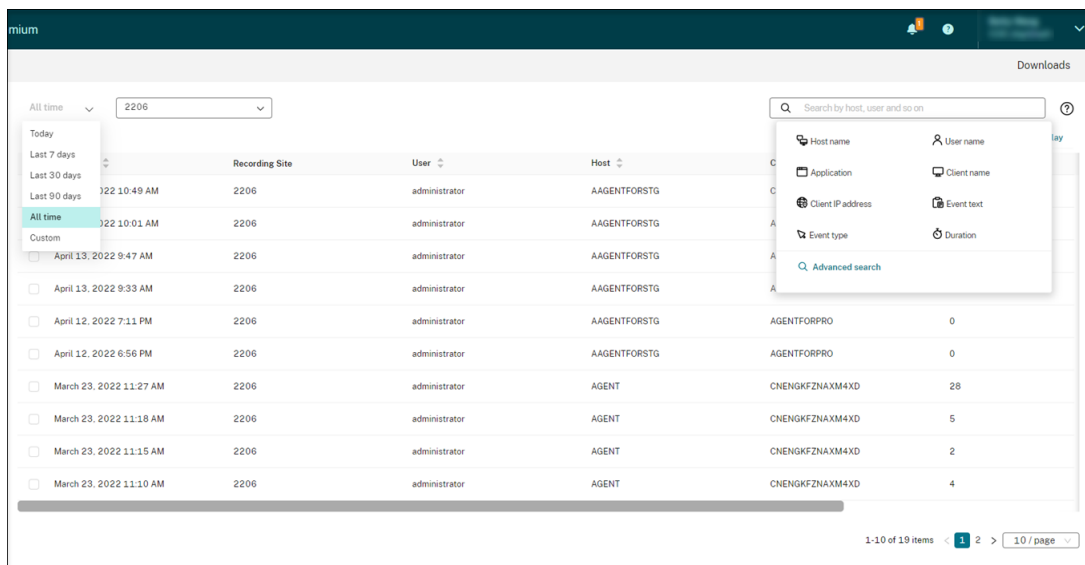 mium
1
Downloads
All time
2206
Search by host, user and so on
Today
Last 7 days
Last 30 days
Last 90 days
All time
Custom
Host name
User name
Application
Client name
Client IP address
Event text
Event type
Duration
Advanced search
lay
Recording Site User Host C
022 10:49 AM 2206 administrator AAGENTFORSTG C
022 10:01 AM 2206 administrator AAGENTFORSTG A
April 13, 2022 9:47 AM 2206 administrator AAGENTFORSTG A
April 13, 2022 9:33 AM 2206 administrator AAGENTFORSTG A
April 12, 2022 7:11 PM 2206 administrator AAGENTFORSTG AGENTFORPRO 0
April 12, 2022 6:56 PM 2206 administrator AAGENTFORSTG AGENTFORPRO 0
March 23, 2022 11:27 AM 2206 administrator AGENT CNENGKFZNAXM4XD 28
March 23, 2022 11:18 AM 2206 administrator AGENT CNENGKFZNAXM4XD 5
March 23, 2022 11:15 AM 2206 administrator AGENT CNENGKFZNAXM4XD 2
March 23, 2022 11:10 AM 2206 administrator AGENT CNENGKFZNAXM4XD 4
1-10 of 19 items < 1 2 > 10 / page